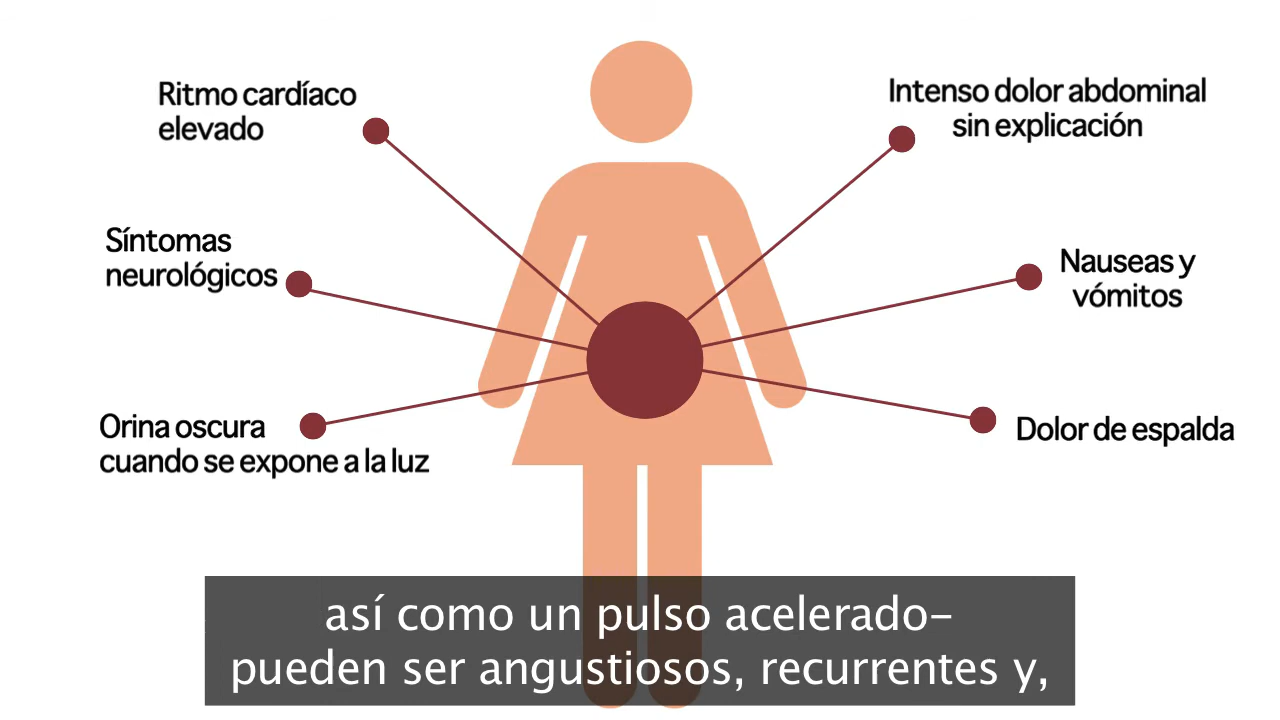 Ritmo cardíaco
elevado
Síntomas
neurológicos
Orina oscura
cuando se expone a la luz
Intenso dolor abdominal
sin explicación
Nauseas y
vómitos
Dolor de espalda
así como un pulso acelerado–
pueden ser angustiosos, recurrentes y,